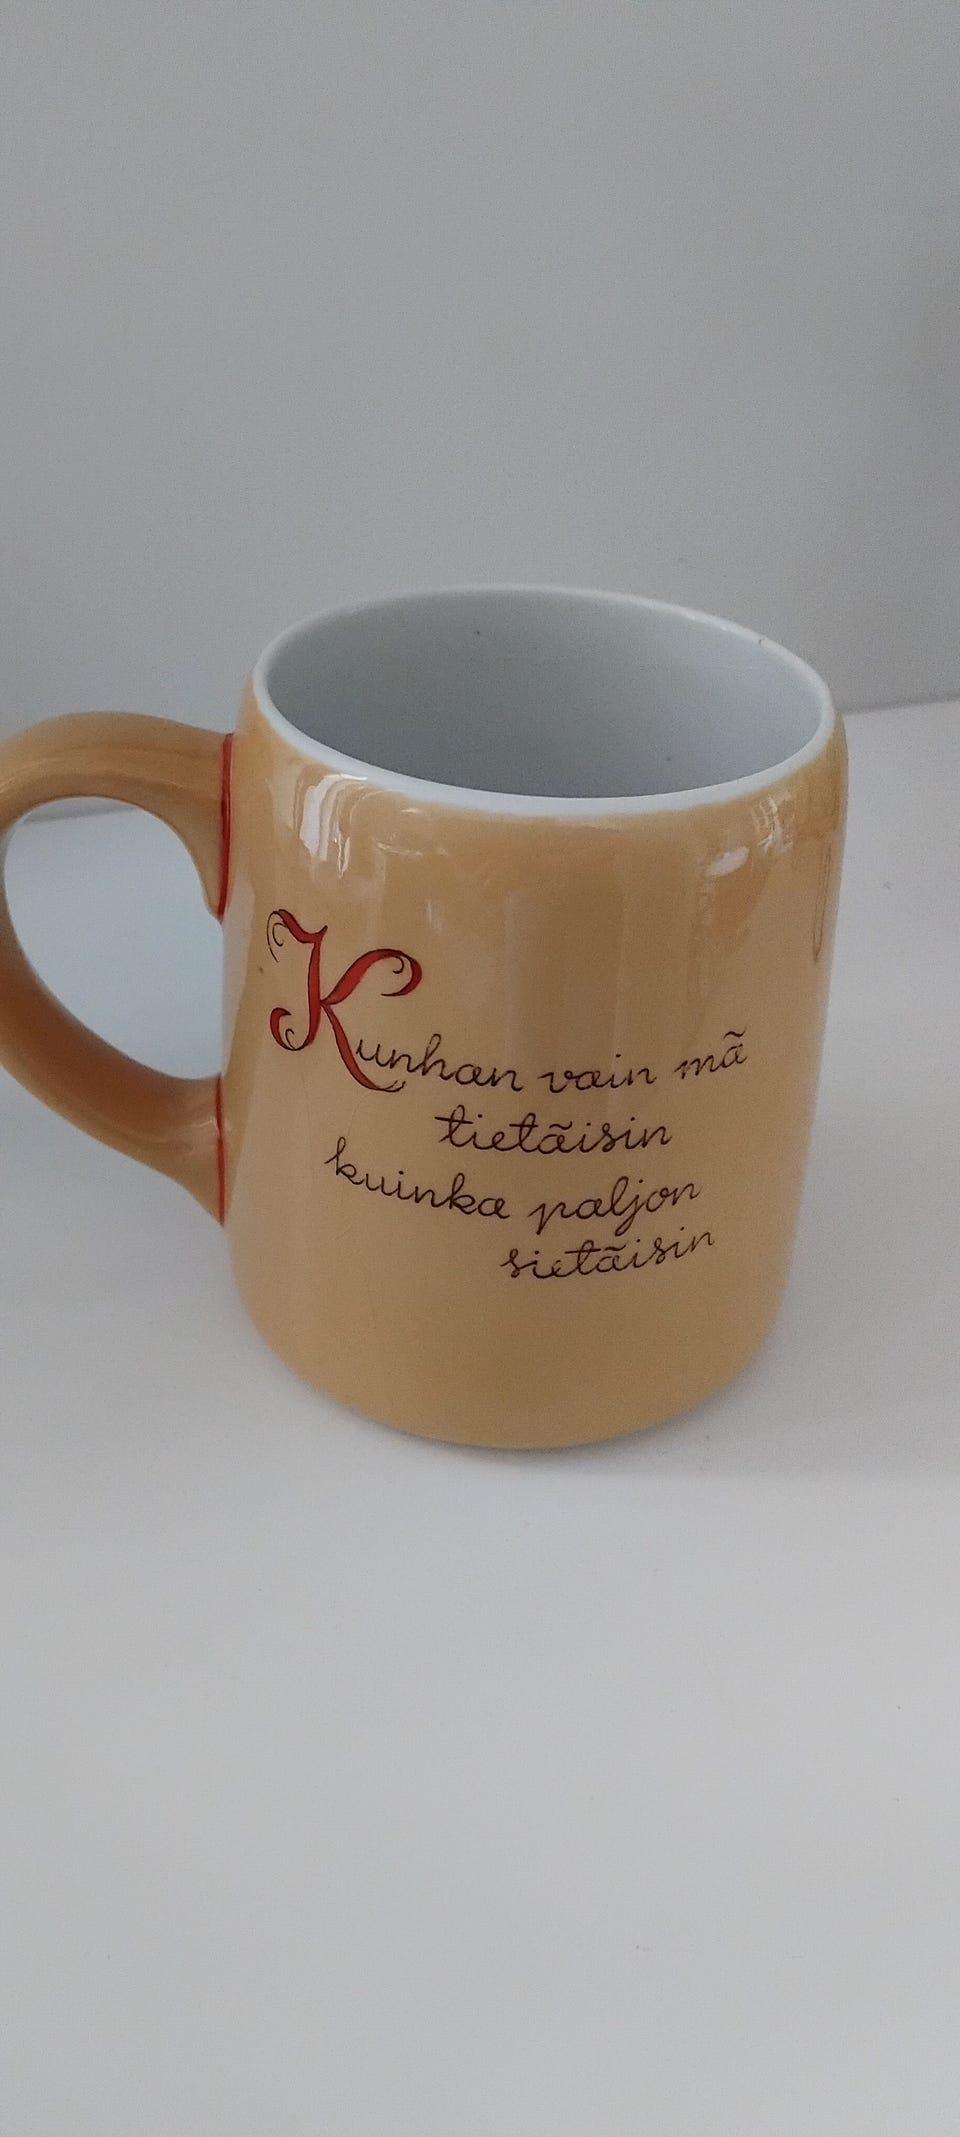 Kunhan vain mä
tietäisin
kuinka paljon
sietäisin